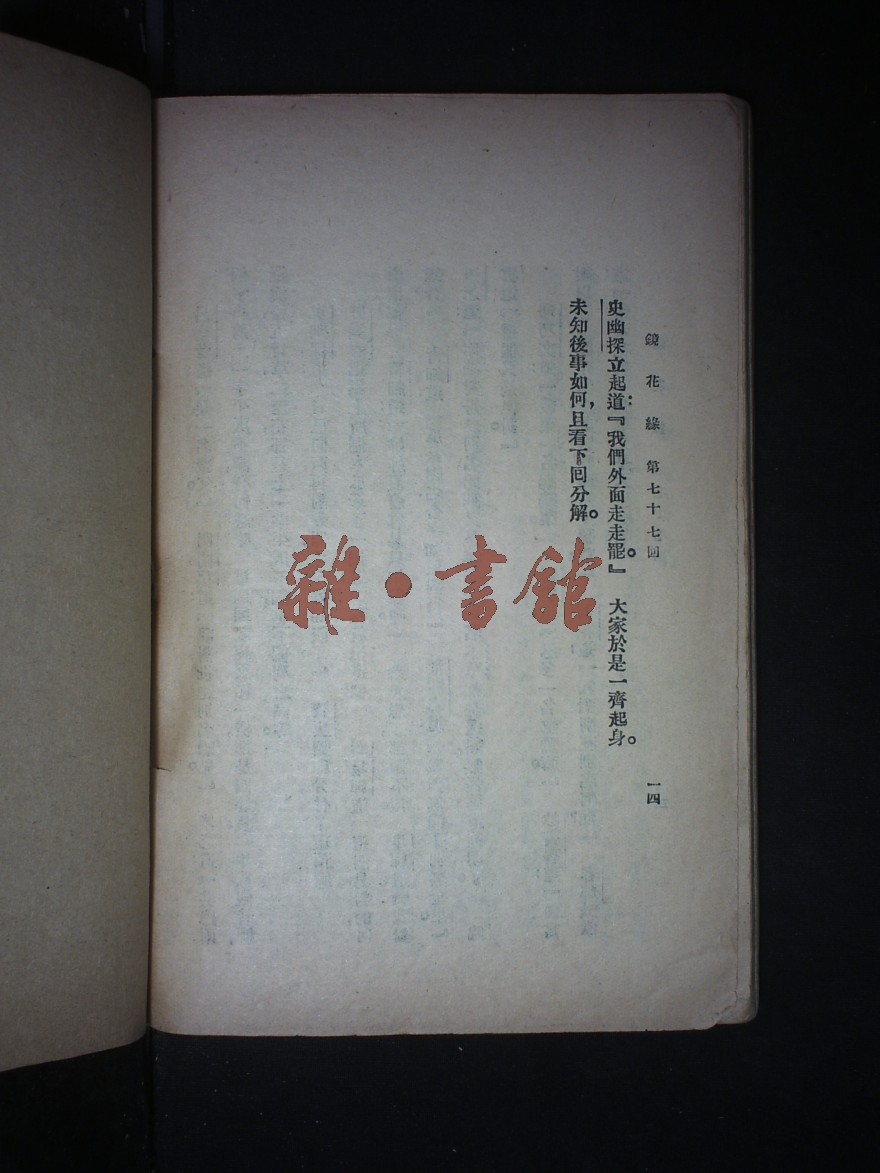 鏡花緣 第七十七回 一四
史幽探立起道：『我們外面走走罷。』 大家於是一齊起身。
未知後事如何，且看下回分解。
雜·書館